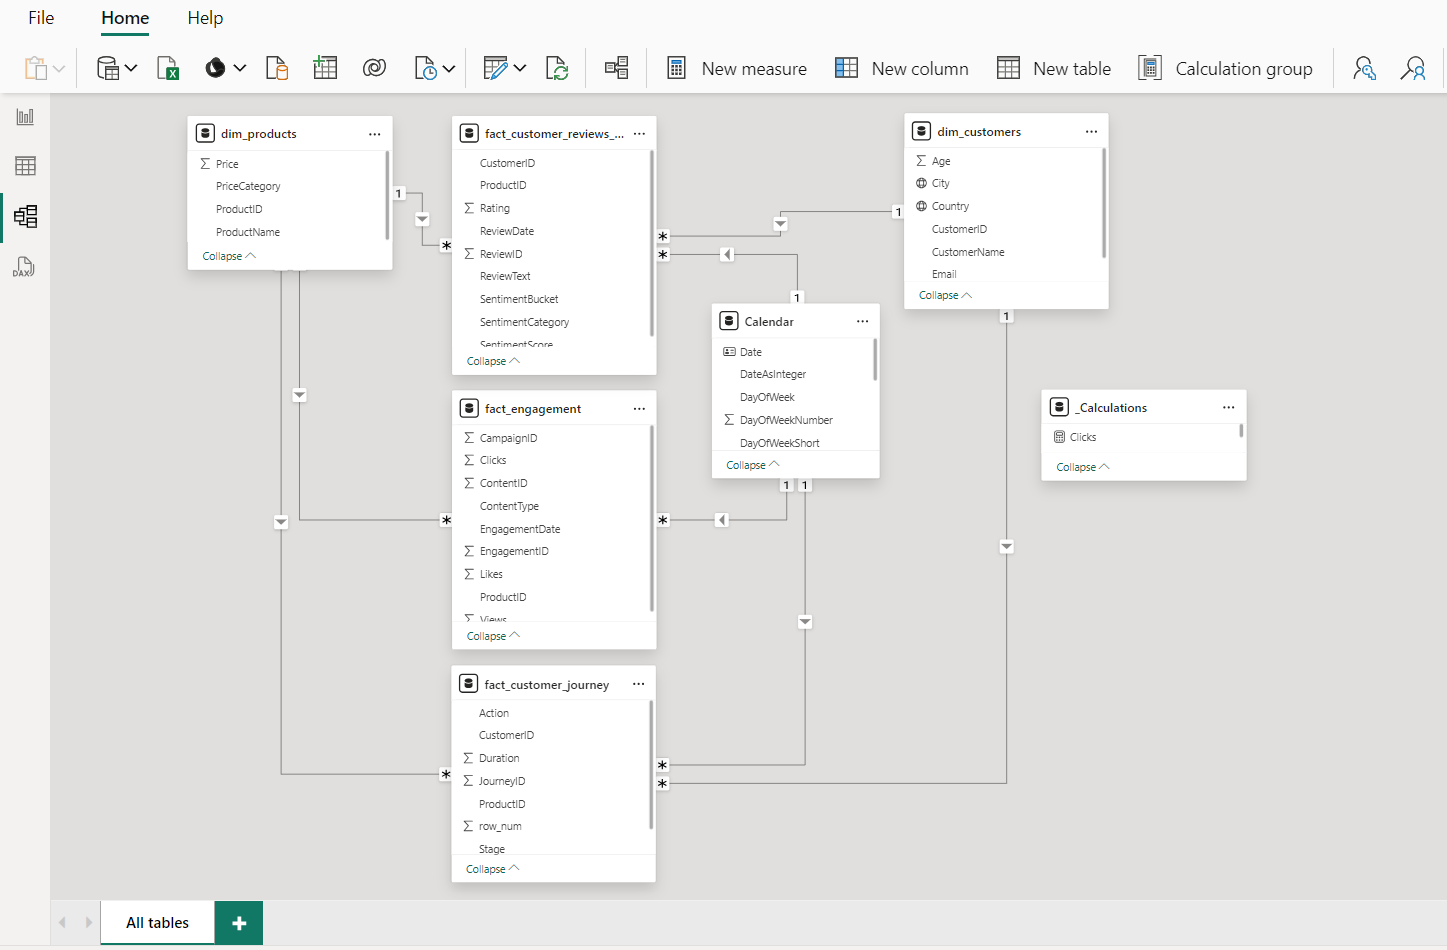 File
Home
Help
New measure
New column
New table
Calculation group
dim_products
Price
PriceCategory
ProductID
ProductName
Collapse
fact_customer_reviews_...
CustomerID
ProductID
Rating
ReviewDate
ReviewID
ReviewText
SentimentBucket
SentimentCategory
SentimentScore
Collapse
dim_customers
Age
City
Country
CustomerID
CustomerName
Email
Collapse
Calendar
Date
DateAsInteger
DayOfWeek
DayOfWeekNumber
DayOfWeekShort
Collapse
_Calculations
Clicks
Collapse
fact_engagement
CampaignID
Clicks
ContentID
ContentType
EngagementDate
EngagementID
Likes
ProductID
Views
Collapse
fact_customer_journey
Action
CustomerID
Duration
JourneyID
ProductID
row_num
Stage
Collapse
1
*
1
*
*
1
*
*
1
1
*
1
*
*
*
DAX
All tables
+